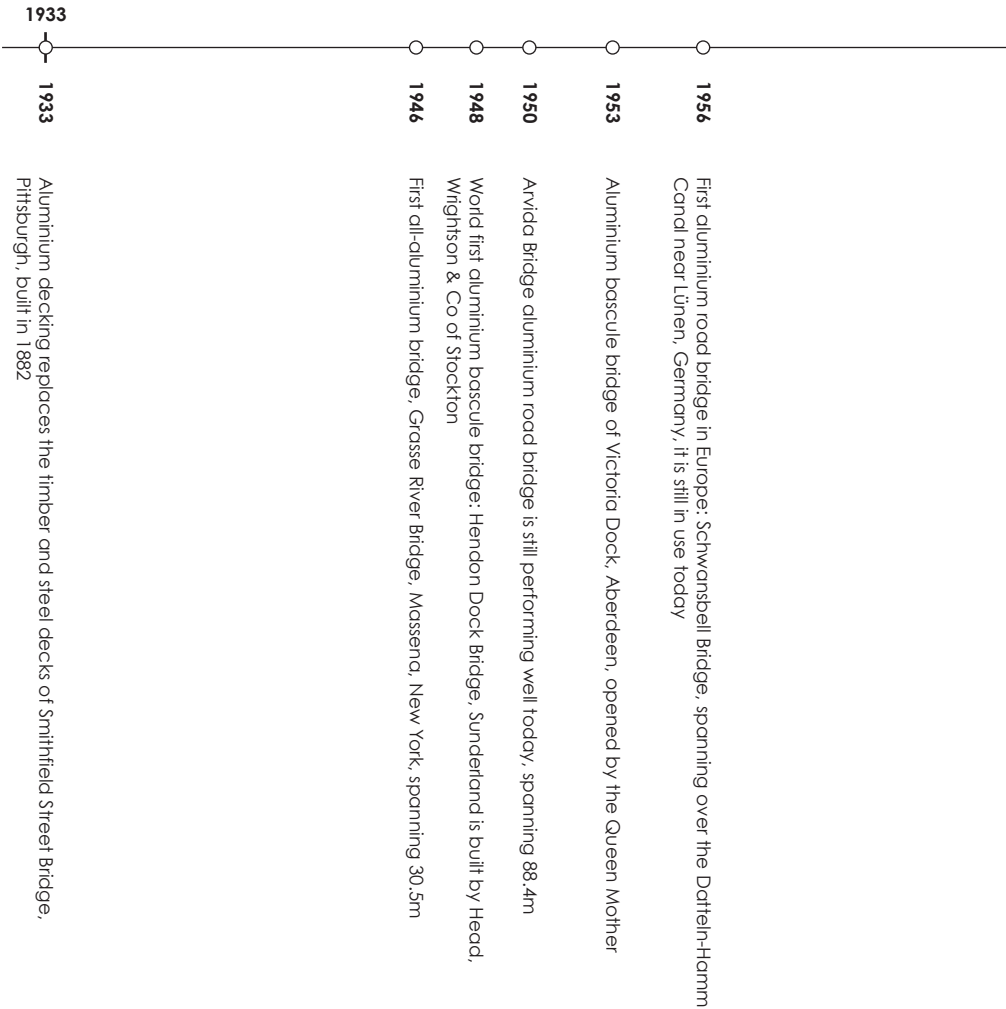 1933
1933
Aluminium decking replaces the timber and steel decks of Smithfield Street Bridge,
Pittsburgh, built in 1882
1946
First all-aluminium bridge, Grasse River Bridge, Massena, New York, spanning 30.5m
1948
World first aluminium bascule bridge: Hendon Dock Bridge, Sunderland is built by Head,
Wrightson & Co of Stockton
1950
Arvida Bridge aluminium road bridge is still performing well today, spanning 88.4m
1953
Aluminium bascule bridge of Victoria Dock, Aberdeen, opened by the Queen Mother
1956
First aluminium road bridge in Europe: Schwansbell Bridge, spanning over the Datteln-Hamm
Canal near Lünen, Germany, it is still in use today